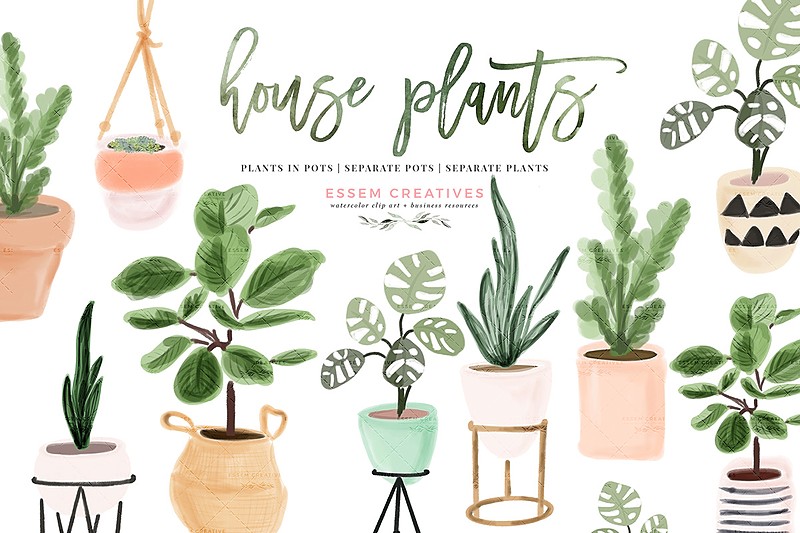 house plants
PLANTS IN POTS | SEPARATE POTS | SEPARATE PLANTS
ESSEM CREATIVES
watercolor clip art + business resources